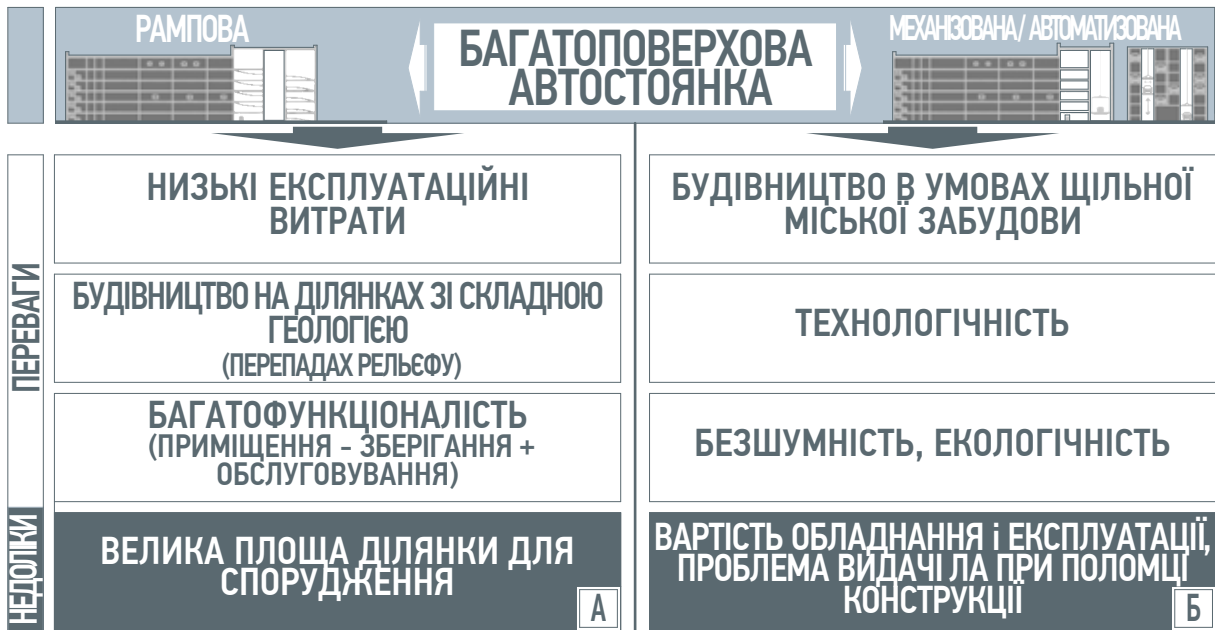 РАМПОВА
БАГАТОПОВЕРХОВА
АВТОСТОЯНКА
МЕХАНІЗОВАНА/ АВТОМАТИЗОВАНА
ПЕРЕВАГИ
НИЗЬКІ ЕКСПЛУАТАЦІЙНІ
ВИТРАТИ
БУДІВНИЦТВО В УМОВАХ ЩІЛЬНОЇ
МІСЬКОЇ ЗАБУДОВИ
БУДІВНИЦТВО НА ДІЛЯНКАХ ЗІ СКЛАДНОЮ
ГЕОЛОГІЄЮ
(ПЕРЕПАДАХ РЕЛЬЄФУ)
ТЕХНОЛОГІЧНІСТЬ
БАГАТОФУНКЦІОНАЛІСТЬ
(ПРИМІЩЕННЯ - ЗБЕРІГАННЯ +
ОБСЛУГОВУВАННЯ)
БЕЗШУМНІСТЬ, ЕКОЛОГІЧНІСТЬ
НЕДОЛІКИ
ВЕЛИКА ПЛОЩА ДІЛЯНКИ ДЛЯ
СПОРУДЖЕННЯ
А
ВАРТІСТЬ ОБЛАДНАННЯ і ЕКСПЛУАТАЦІЇ,
ПРОБЛЕМА ВИДАЧІ ЛА ПРИ ПОЛОМЦІ
КОНСТРУКЦІЇ
Б